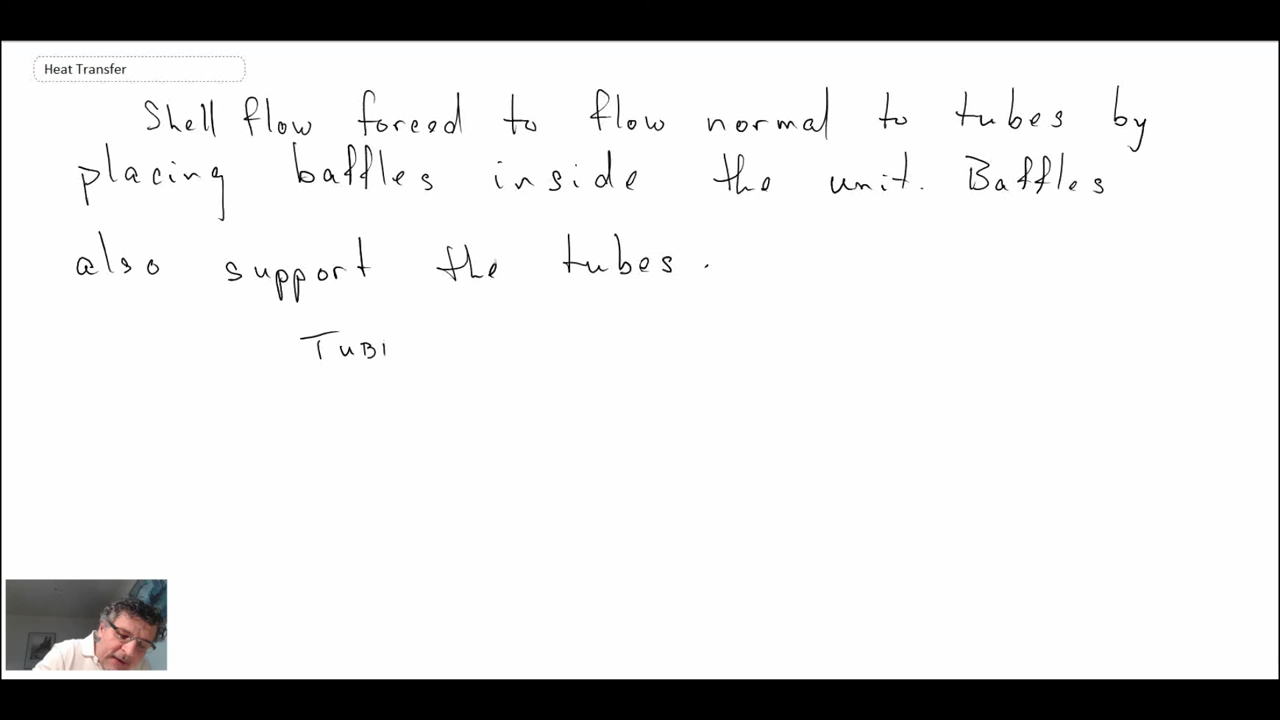 Heat Transfer
Shell flow forced to flow normal to tubes by
placing baffles inside the unit. Baffles
also support the tubes.
TUBI